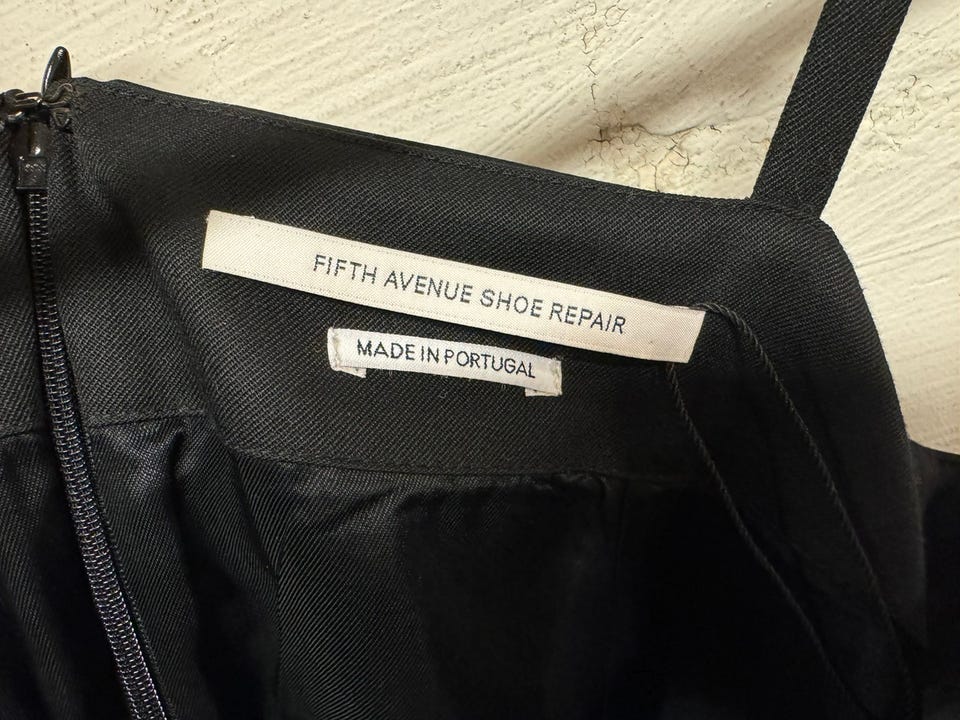 FIFTH AVENUE SHOE REPAIR
MADE IN PORTUGAL